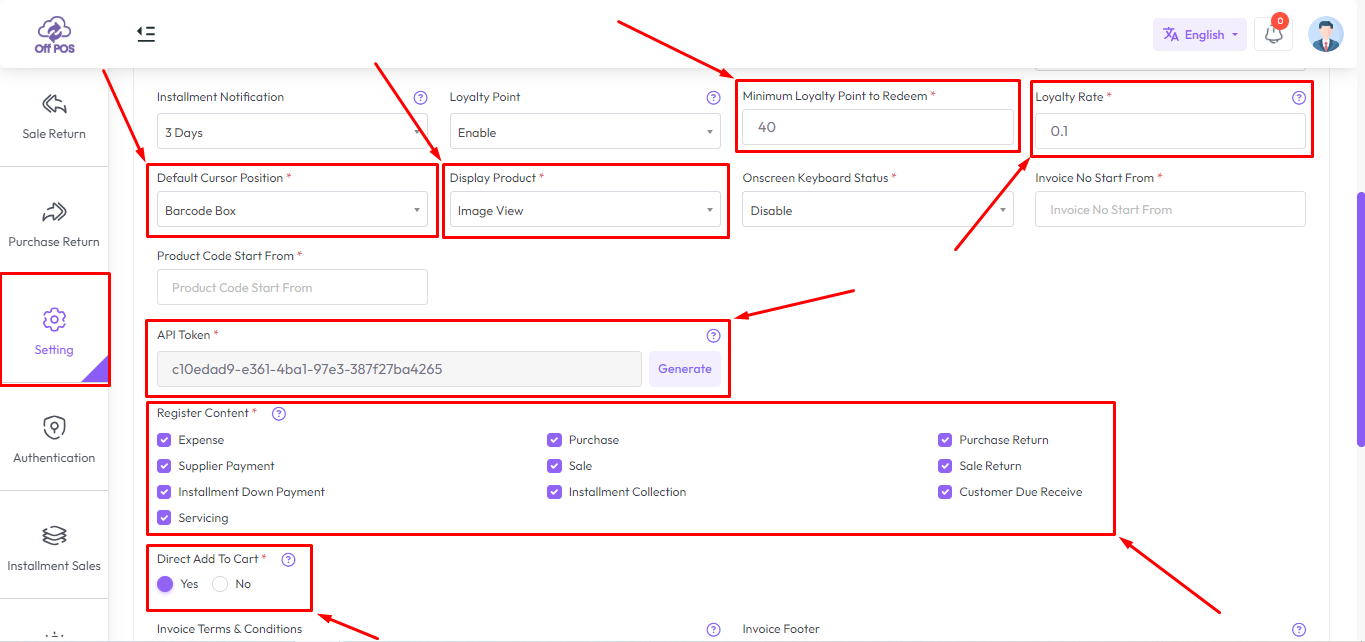 Off POS
English
0
Sale Return
Purchase Return
Setting
Authentication
Installment Sales
Installment Notification
3 Days
Loyalty Point
Enable
Minimum Loyalty Point to Redeem *
40
Loyalty Rate *
0.1
Default Cursor Position *
Barcode Box
Display Product *
Image View
Onscreen Keyboard Status *
Disable
Invoice No Start From *
Invoice No Start From
Product Code Start From *
Product Code Start From
API Token *
c10edad9-e361-4ba1-97e3-387f27ba4265
Generate
Register Content *
Expense
Purchase
Purchase Return
Supplier Payment
Sale
Sale Return
Installment Down Payment
Installment Collection
Customer Due Receive
Servicing
Direct Add To Cart *
Yes
No
Invoice Terms & Conditions
Invoice Footer